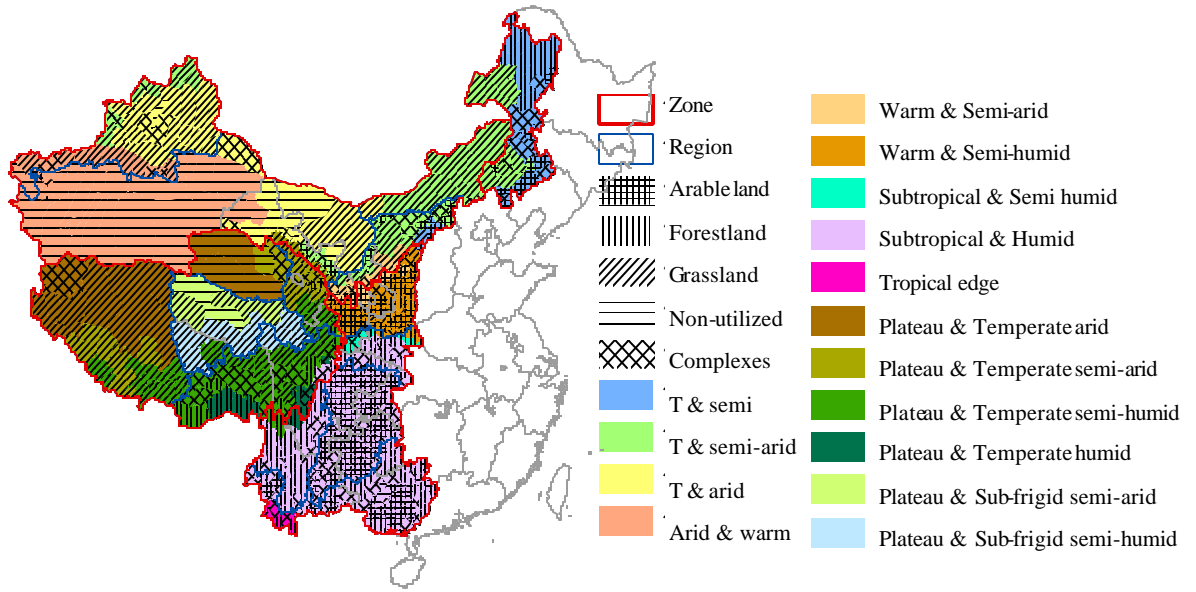 Zone
Region
Arable land
Forestland
Grassland
Non-utilized
Complexes
T & semi
T & semi-arid
T & arid
Arid & warm
Warm & Semi-arid
Warm & Semi-humid
Subtropical & Semi humid
Subtropical & Humid
Tropical edge
Plateau & Temperate arid
Plateau & Temperate semi-arid
Plateau & Temperate semi-humid
Plateau & Temperate humid
Plateau & Sub-frigid semi-arid
Plateau & Sub-frigid semi-humid